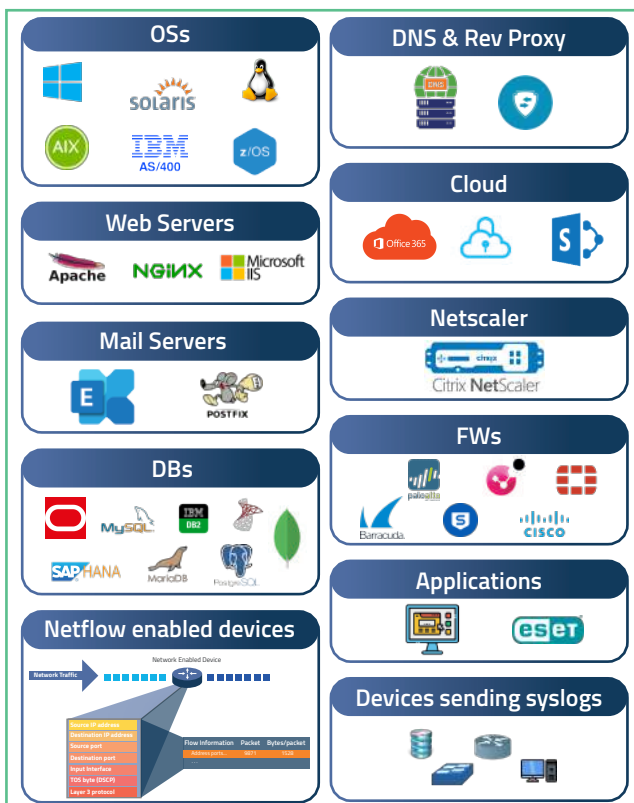 OSs
SOLARIS
AIX
IBM
AS/400
z/OS
Web Servers
Apache
NGINX
Microsoft
IIS
Mail Servers
E
POSTFIX
DBs
MySQL
IBM
DB2
SAP HANA
MariaDB
PostgreSQL
Netflow enabled devices
Network Enabled Device
Network Traffic
Source IP address
Destination IP address
Source port
Destination port
Input Interface
TOS byte (DSCP)
Layer 3 protocol
Flow Information Packet Bytes/packet
Address ports...
1528
DNS & Rev Proxy
DNS
Cloud
Office 365
S
Netscaler
citrix
Citrix NetScaler
FWs
paloalto
Barracuda
S
CISCO
Applications
eseT
Devices sending syslogs